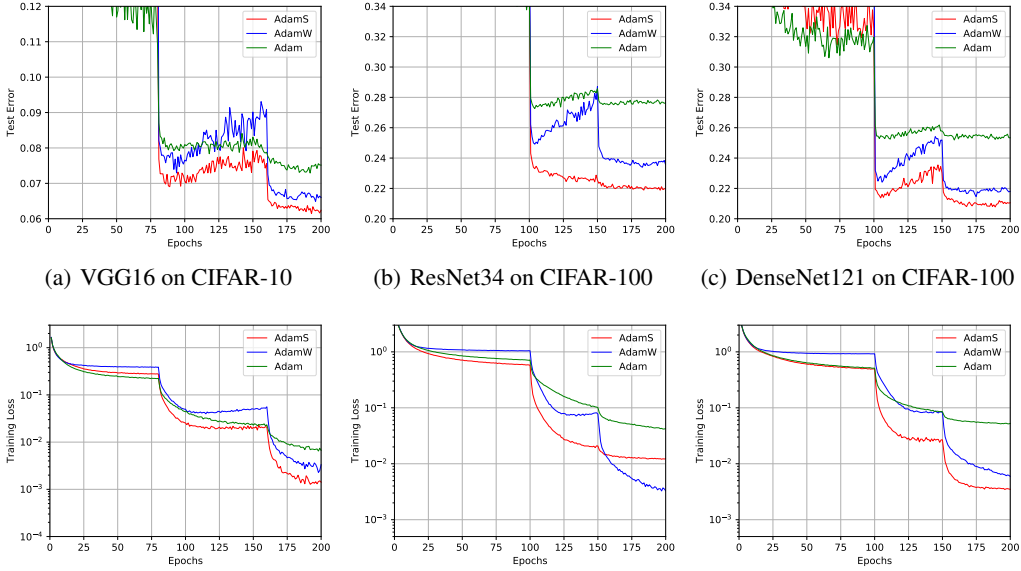 0.12
0.11
0.10
0.09
0.08
0.07
0.06
Test Error
0 25 50 75 100 125 150 175 200
Epochs
AdamS
AdamW
Adam
0.34
0.32
0.30
0.28
0.26
0.24
0.22
0.20
Test Error
0 25 50 75 100 125 150 175 200
Epochs
AdamS
AdamW
Adam
0.34
0.32
0.30
0.28
0.26
0.24
0.22
0.20
Test Error
0 25 50 75 100 125 150 175 200
Epochs
AdamS
AdamW
Adam
(a) VGG16 on CIFAR-10
(b) ResNet34 on CIFAR-100
(c) DenseNet121 on CIFAR-100
10⁰
10⁻¹
10⁻²
10⁻³
10⁻⁴
Training Loss
0 25 50 75 100 125 150 175 200
Epochs
AdamS
AdamW
Adam
10⁰
10⁻¹
10⁻²
10⁻³
Training Loss
0 25 50 75 100 125 150 175 200
Epochs
AdamS
AdamW
Adam
10⁰
10⁻¹
10⁻²
10⁻³
Training Loss
0 25 50 75 100 125 150 175 200
Epochs
AdamS
AdamW
Adam